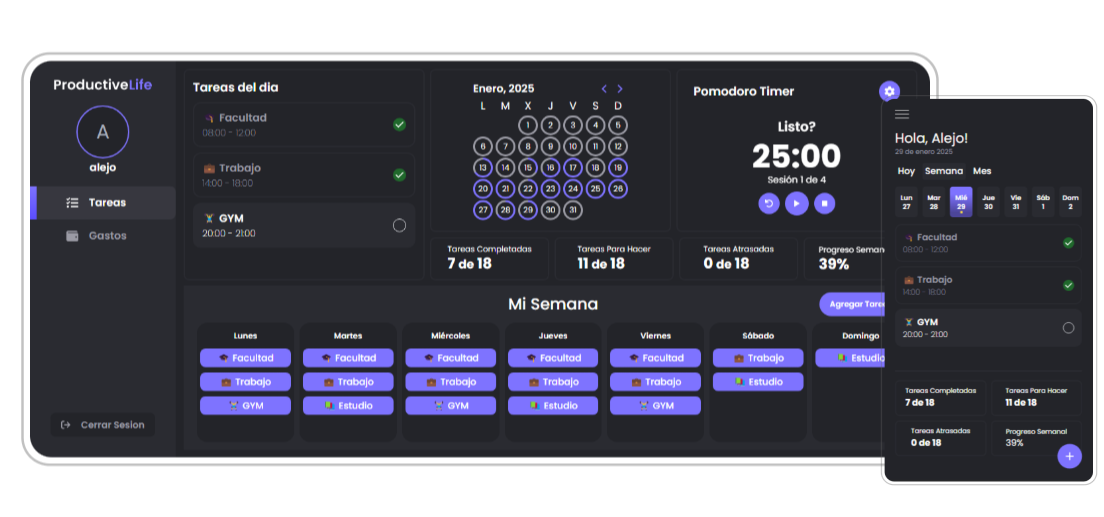 ProductiveLife
A
alejo
Tareas
Gastos
Cerrar Sesion
Tareas del dia
Facultad
08:00 - 12:00
Trabajo
14:00 - 18:00
GYM
20:00 - 21:00
Enero, 2025
L M X J V S D
1 2 3 4 5
6 7 8 9 10 11 12
13 14 15 16 17 18 19
20 21 22 23 24 25 26
27 28 29 30 31
Pomodoro Timer
Listo?
25:00
Sesión 1 de 4
Tareas Completadas
7 de 18
Tareas Para Hacer
11 de 18
Tareas Atrasadas
0 de 18
Progreso Seman
39%
Mi Semana
Agregar Tarea
Lunes Martes Miércoles Jueves Viernes Sábado Domingo
Facultad Facultad Facultad Facultad Facultad Trabajo Estudio
Trabajo Trabajo Trabajo Trabajo Trabajo Estudio
GYM Estudio GYM Estudio GYM
Hola, Alejo!
29 de enero 2025
Hoy Semana Mes
Lun Mar Mié Jue Vie Sáb Dom
27 28 29 30 31 1 2
Facultad
08:00 - 12:00
Trabajo
14:00 - 18:00
GYM
20:00 - 21:00
Tareas Completadas
7 de 18
Tareas Para Hacer
11 de 18
Tareas Atrasadas
0 de 18
Progreso Semanal
39%
+